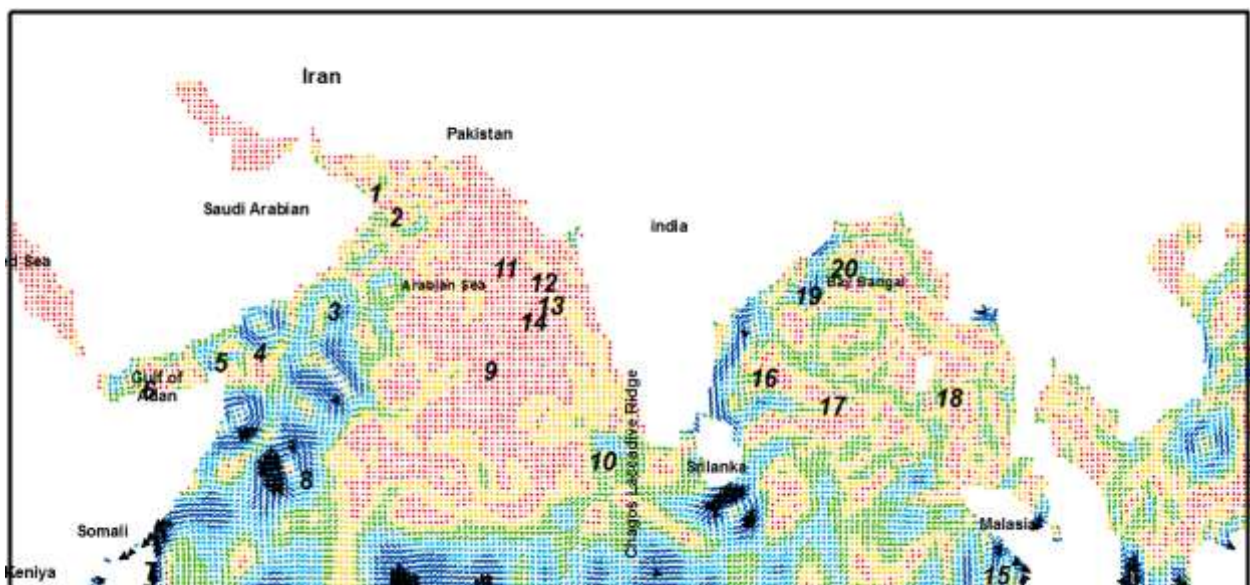 Iran
Pakistan
Saudi Arabian
1
2
India
d Sea
11
12
20
Arabian Sea
Bay Bangal
19
3
13
14
4
5
9
16
Gulf of
6
Adan
17
18
Chagos Laccadive Ridge
10
Srilanka
8
Somali
Malasia
Keniya
7
15